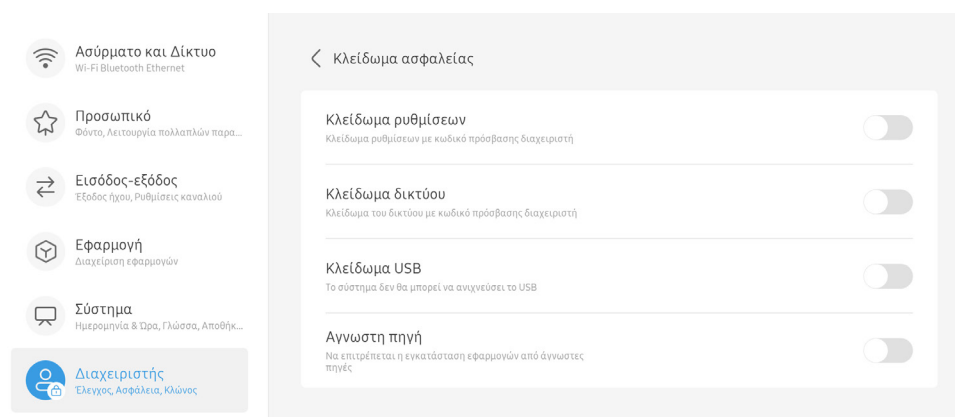 Ασύρματο και Δίκτυο
Wi-Fi Bluetooth Ethernet
Προσωπικό
Φόντο, Λειτουργία πολλαπλών παρα...
Εισόδος-εξόδος
Έξοδος ήχου, Ρυθμίσεις καναλιού
Εφαρμογή
Διαχείριση εφαρμογών
Σύστημα
Ημερομηνία & Ώρα, Γλώσσα, Αποθήκ...
Διαχειριστής
Έλεγχος, Ασφάλεια, Κλώνος
Κλείδωμα ασφαλείας
Κλείδωμα ρυθμίσεων
Κλείδωμα ρυθμίσεων με κωδικό πρόσβασης διαχειριστή
Κλείδωμα δικτύου
Κλείδωμα του δικτύου με κωδικό πρόσβασης διαχειριστή
Κλείδωμα USB
Το σύστημα δεν θα μπορεί να ανιχνεύσει το USB
Αγνωστη πηγή
Να επιτρέπεται η εγκατάσταση εφαρμογών από άγνωστες
πηγές